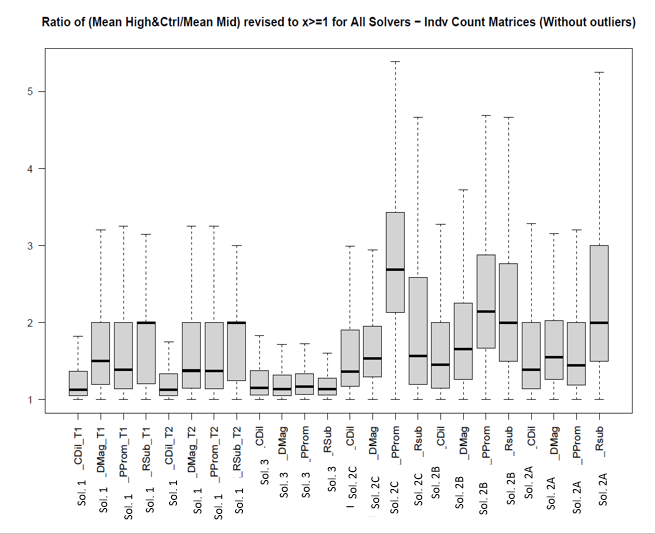 Ratio of (Mean High&Ctrl/Mean Mid) revised to x>=1 for All Solvers − Indv Count Matrices (Without outliers)
5
4
3
2
1
Sol. 1 _CDil_T1
Sol. 1 _DMag_T1
Sol. 1 _PProm_T1
Sol. 1 _RSub_T1
Sol. 1 _CDil_T2
Sol. 1 _DMag_T2
Sol. 1 _PProm_T2
Sol. 1 _RSub_T2
Sol. 3 _CDil
Sol. 3 _DMag
Sol. 3 _PProm
Sol. 3 _RSub
Sol. 2C _CDil
Sol. 2C _DMag
Sol. 2C _PProm
Sol. 2C _Rsub
Sol. 2B _CDil
Sol. 2B _DMag
Sol. 2B _PProm
Sol. 2B _Rsub
Sol. 2A _CDil
Sol. 2A _DMag
Sol. 2A _PProm
Sol. 2A _Rsub